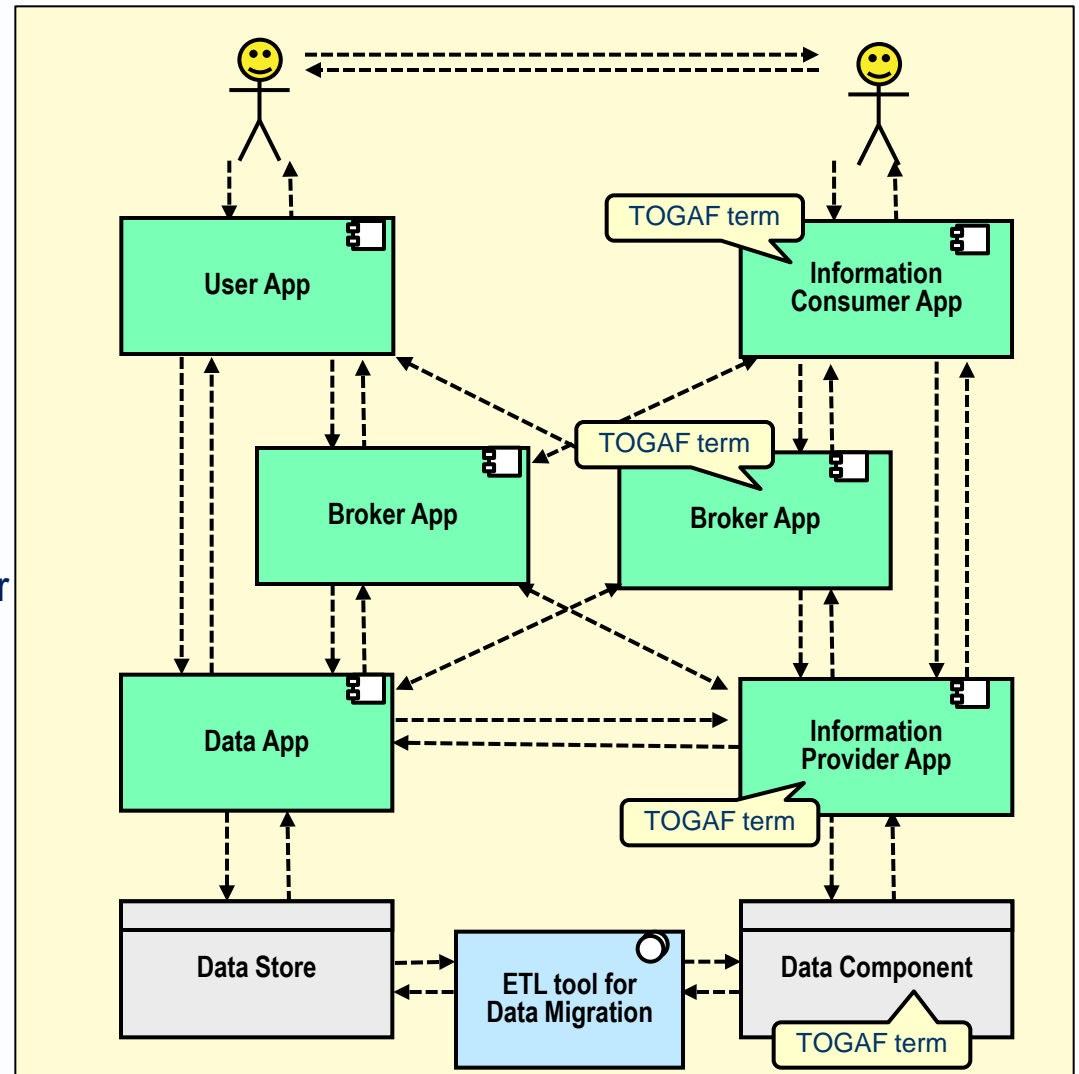 TOGAF term
User App
Information
Consumer App
TOGAF term
Broker App
Broker App
r
Data App
Information
Provider App
TOGAF term
Data Store
ETL tool for
Data Migration
Data Component
TOGAF term